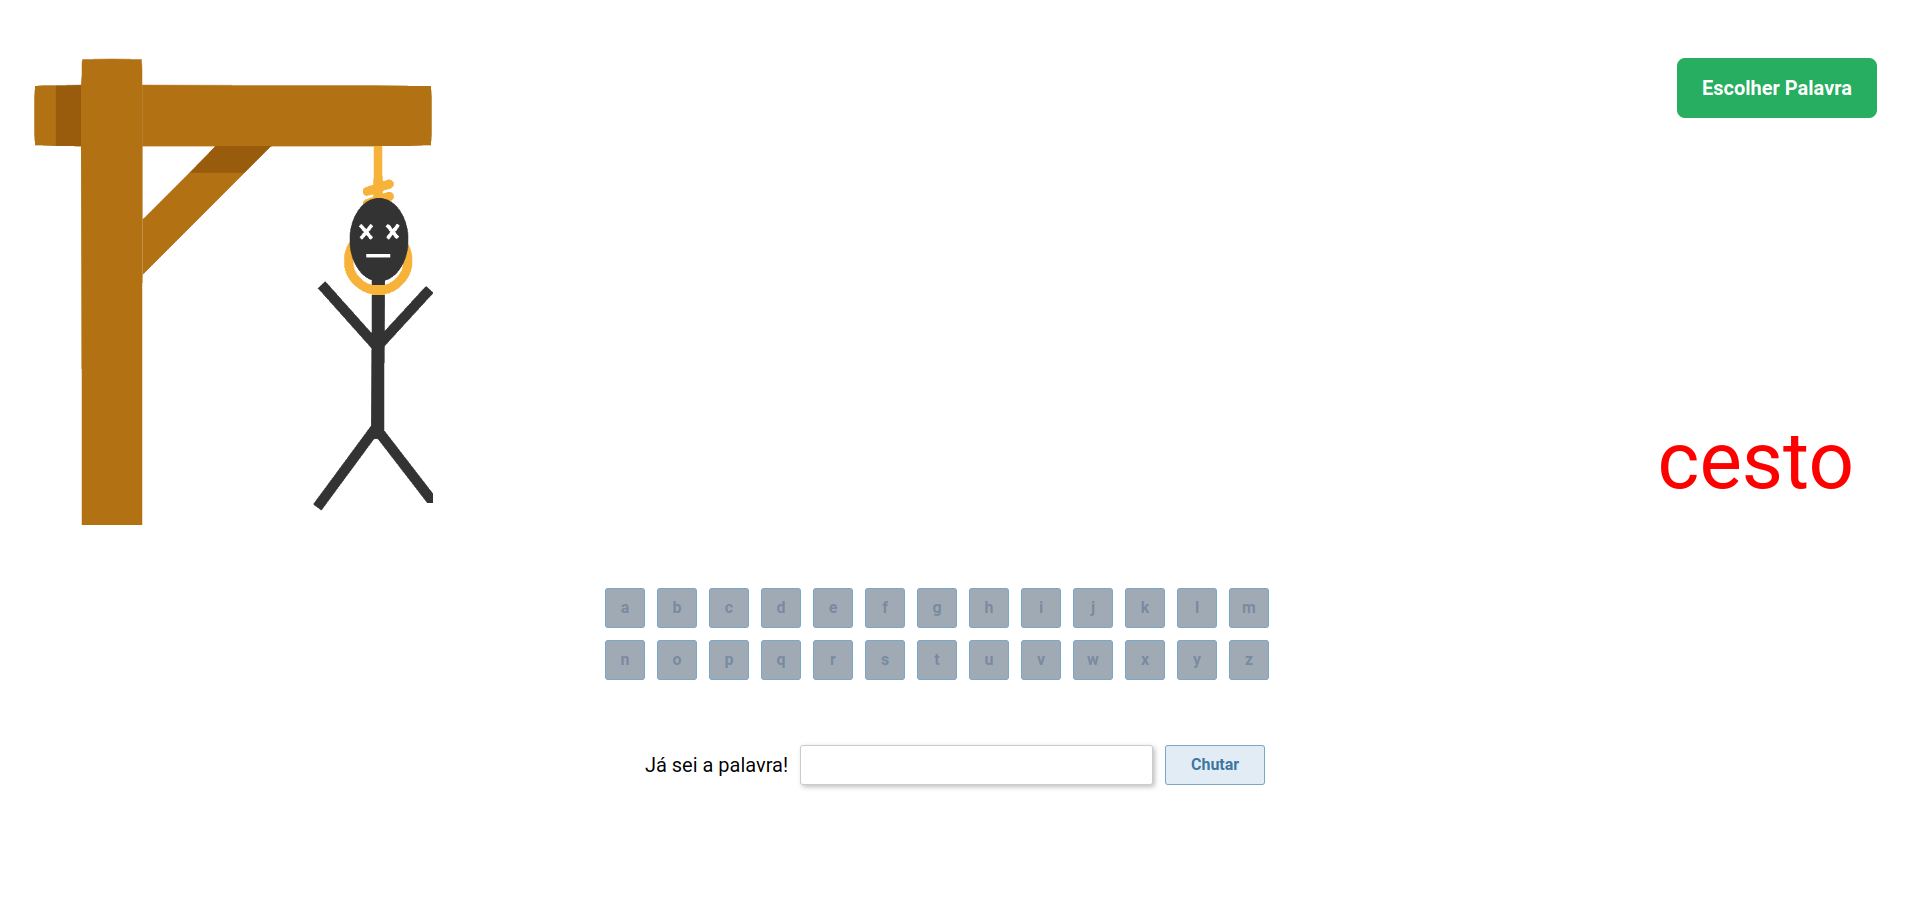 Escolher Palavra
cesto
a b c d e f g h i j k l m
n o p q r s t u v w x y z
Já sei a palavra! Chutar